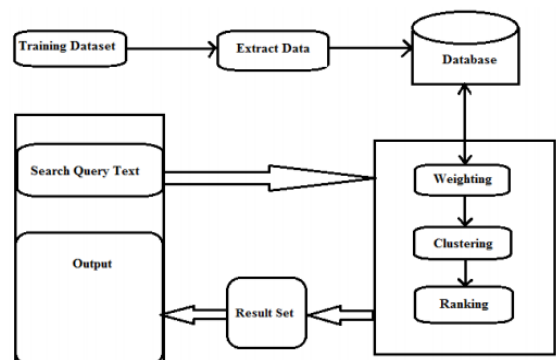 Training Dataset
Extract Data
Database
Search Query Text
Weighting
Clustering
Output
Ranking
Result Set